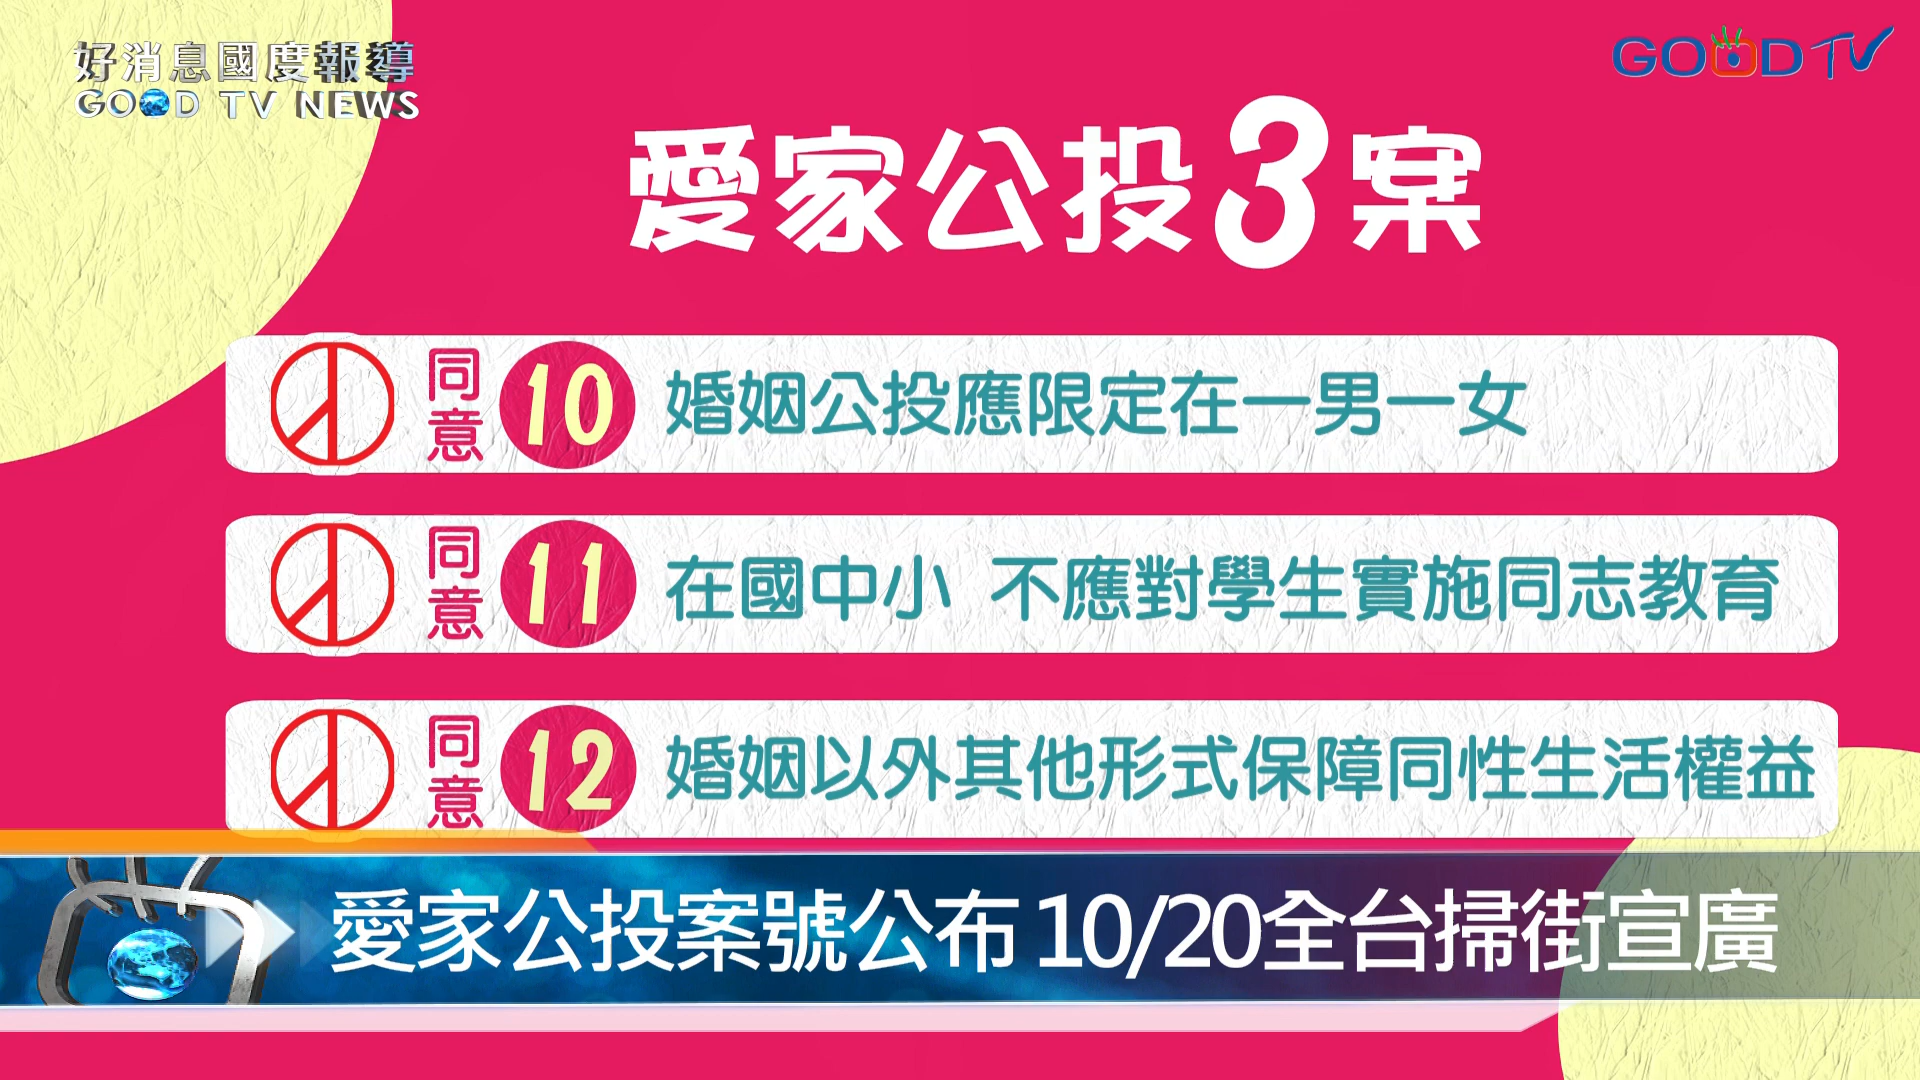 好消息國度報導
GOOD TV NEWS
GOOD TV
愛家公投3案
同意 10 婚姻公投應限定在一男一女
同意 11 在國中小 不應對學生實施同志教育
同意 12 婚姻以外其他形式保障同性生活權益
愛家公投案號公布 10/20全台掃街宣廣